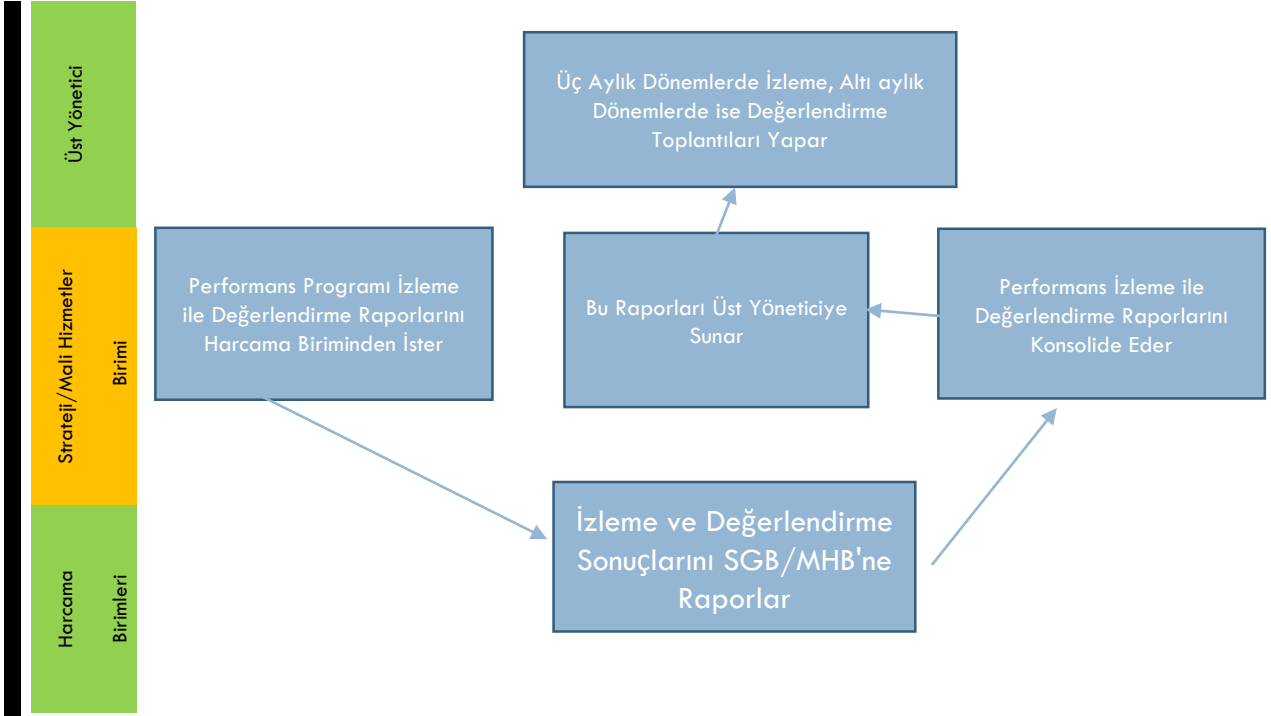 Üst Yönetici
Üç Aylık Dönemlerde İzleme, Altı aylık
Dönemlerde ise Değerlendirme
Toplantıları Yapar
Strateji/Mali Hizmetler
Birimi
Performans Programı İzleme
ile Değerlendirme Raporlarını
Harcama Biriminden İster
Bu Raporları Üst Yöneticiye
Sunar
Performans İzleme ile
Değerlendirme Raporlarını
Konsolide Eder
Harcama
Birimleri
İzleme ve Değerlendirme
Sonuçlarını SGB/MHB'ne
Raporlar